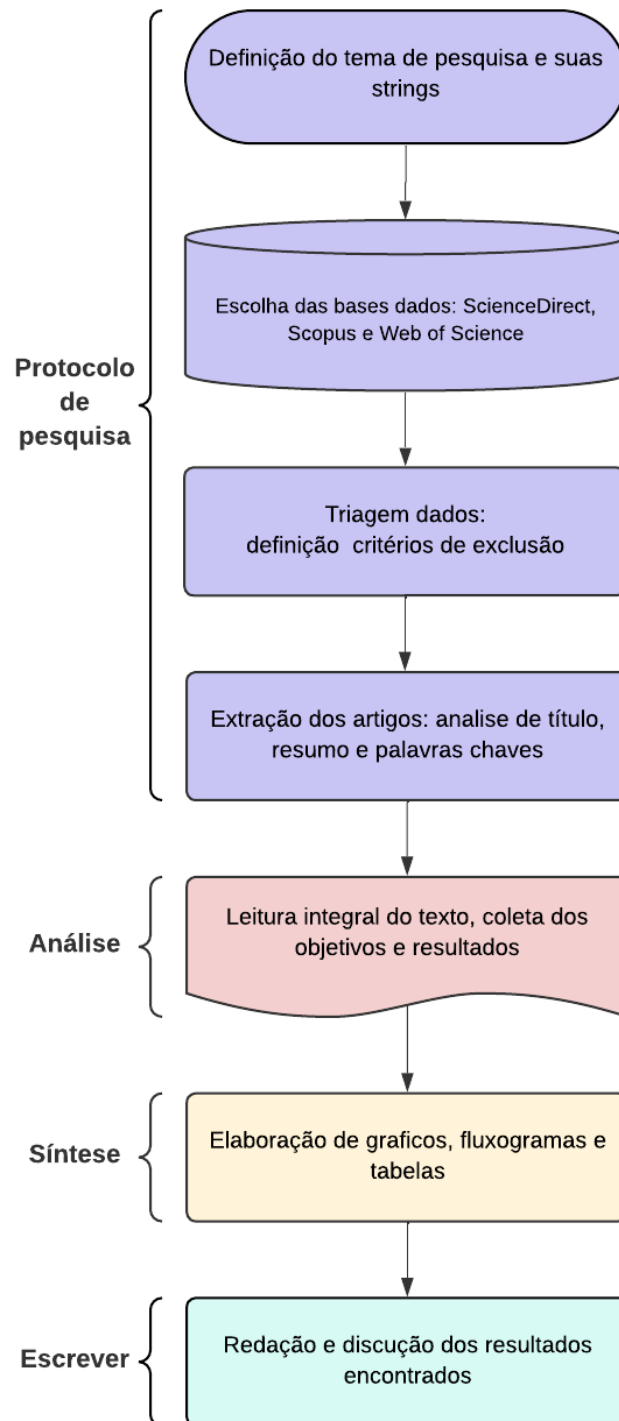 Definição do tema de pesquisa e suas
strings
Escolha das bases dados: ScienceDirect,
Scopus e Web of Science
Protocolo
de
pesquisa
Triagem dados:
definição  critérios de exclusão
Extração dos artigos: analise de título,
resumo e palavras chaves
Análise
Leitura integral do texto, coleta dos
objetivos e resultados
Síntese
Elaboração de graficos, fluxogramas e
tabelas
Escrever
Redação e discução dos resultados
encontrados